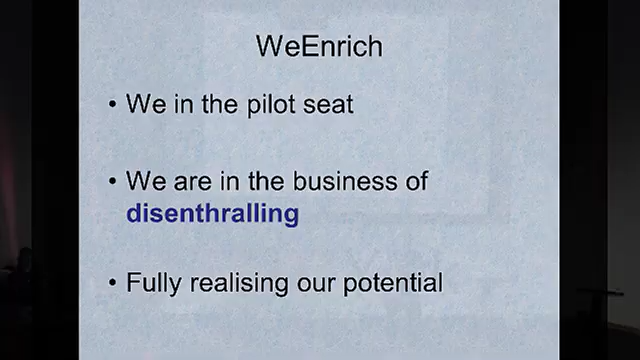 WeEnrich
• We in the pilot seat
• We are in the business of
disenthralling
• Fully realising our potential